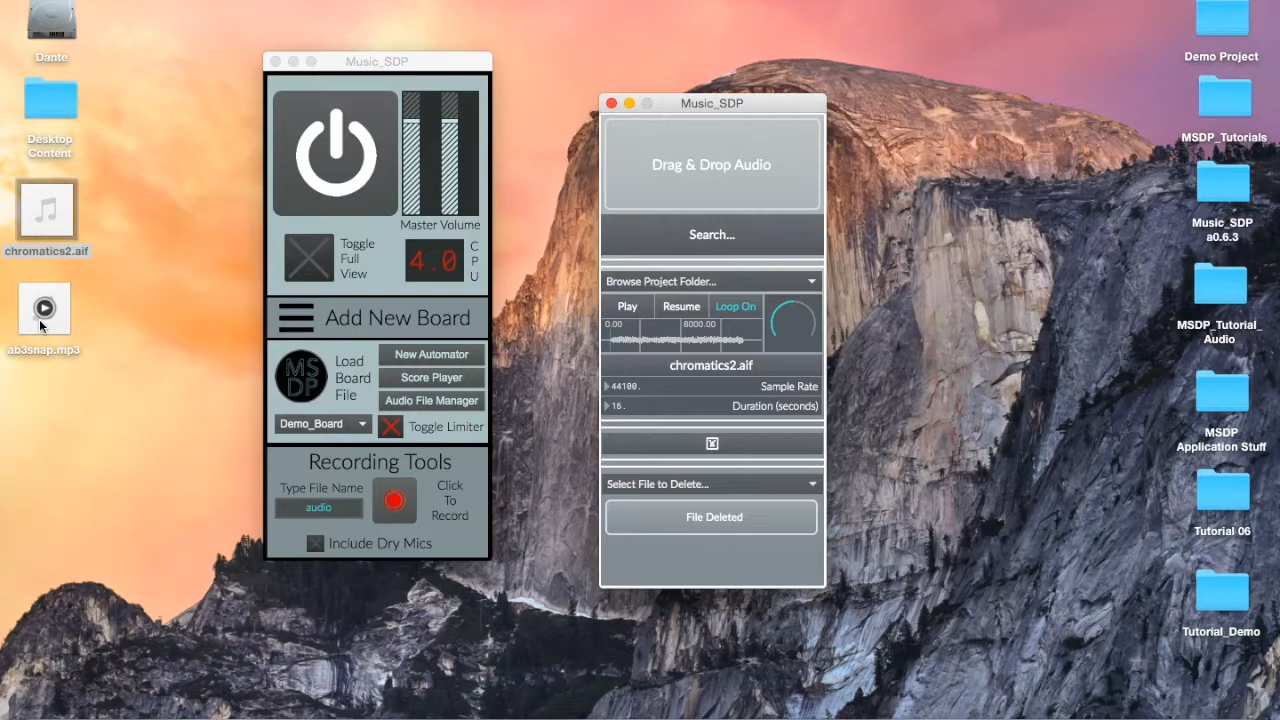 Dante
Desktop
Content
chromatics2.aif
ab3snap.mp3
Music_SDP
Master Volume
Toggle
Full
View
4.0
C
P
U
Add New Board
MS
DP
Load
Board
File
New Automator
Score Player
Audio File Manager
Demo_Board
Toggle Limiter
Recording Tools
Type File Name
audio
Click
To
Record
Include Dry Mics
Music_SDP
Drag & Drop Audio
Search...
Browse Project Folder...
Play
Resume
Loop On
0.00
8000.00
chromatics2.aif
44100.
Sample Rate
16.
Duration (seconds)
Select File to Delete...
File Deleted
Demo Project
MSDP_Tutorials
Music_SDP
a0.6.3
MSDP_Tutorial_
Audio
MSDP
Application Stuff
Tutorial 06
Tutorial_Demo